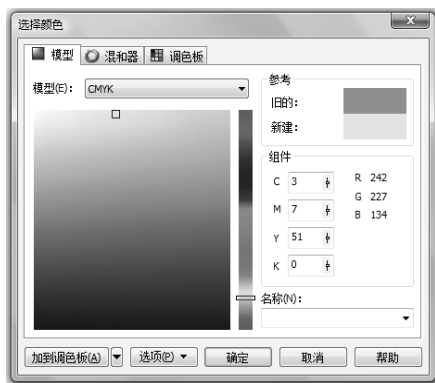 选择颜色
模型 混和器 调色板
模型(E): CMYK
参考
旧的:
新建:
组件
C 3 R 242
M 7 G 227
Y 51 B 134
K 0
名称(N):
加到调色板(A) 选项(P) 确定 取消 帮助